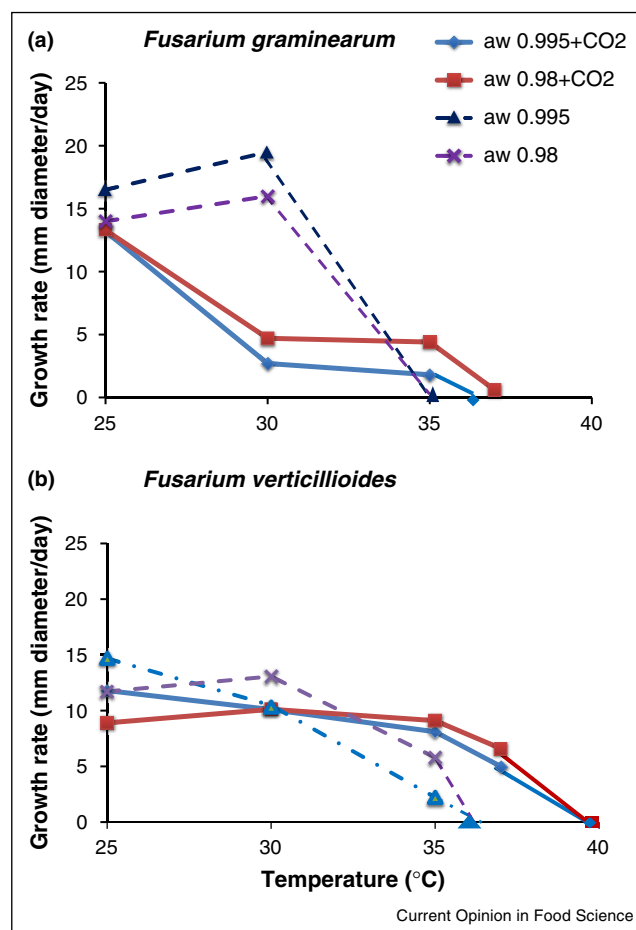 (a)
Fusarium graminearum
aw 0.995+CO2
aw 0.98+CO2
aw 0.995
aw 0.98
Growth rate (mm diameter/day)
25
20
15
10
5
0
25 30 35 40
(b)
Fusarium verticillioides
Growth rate (mm diameter/day)
25
20
15
10
5
0
25 30 35 40
Temperature (°C)
Current Opinion in Food Science